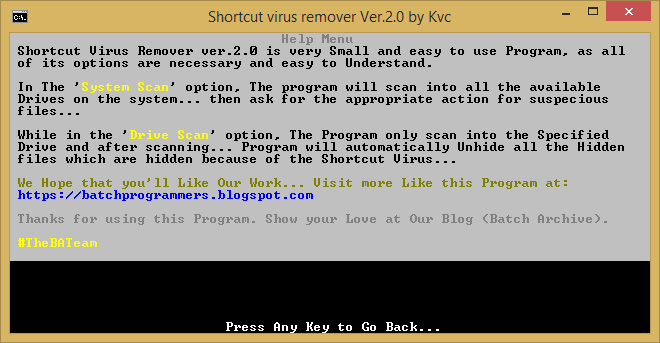 C:\.
Shortcut virus remover Ver.2.0 by Kvc
Help Menu
Shortcut Virus Remover ver.2.0 is very Small and easy to use Program, as all
of its options are necessary and easy to Understand.
In The 'System Scan' option, The program will scan into all the available
Drives on the system... then ask for the appropriate action for suspecious
files...
While in the 'Drive Scan' option, The Program only scan into the Specified
Drive and after scanning... Program will automatically Unhide all the Hidden
files which are hidden because of the Shortcut Virus...
We Hope that you'll Like Our Work... Visit more Like this Program at:
https://batchprogrammers.blogspot.com
Thanks for using this Program. Show your Love at Our Blog (Batch Archive).
#TheBATeam
Press Any Key to Go Back...